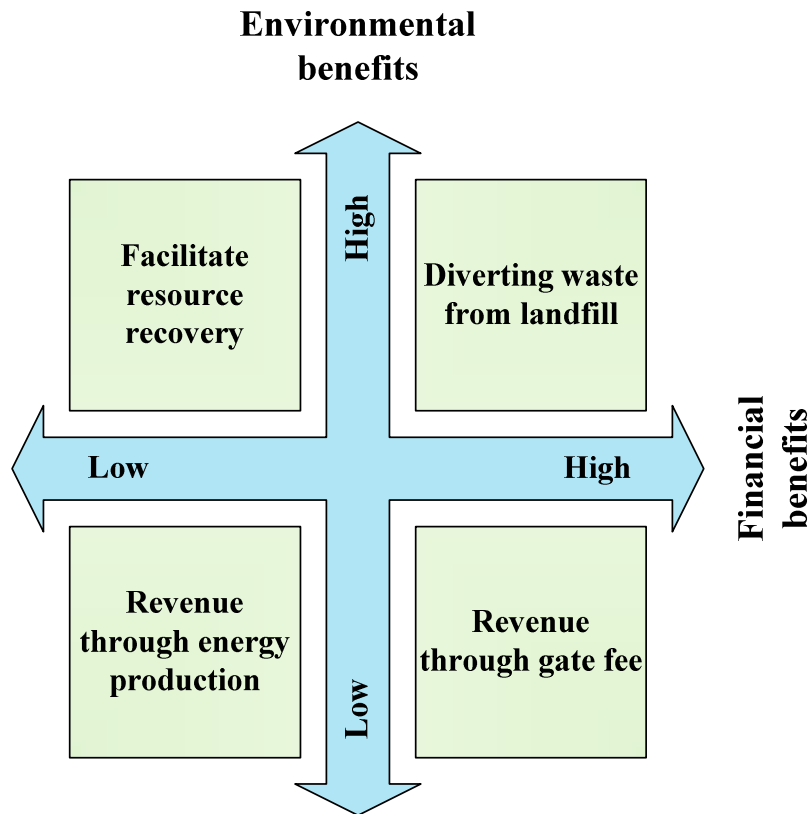 Environmental
benefits
High
Facilitate
resource
recovery
Diverting waste
from landfill
Low
High
Financial
benefits
Revenue
through energy
production
Revenue
through gate fee
Low